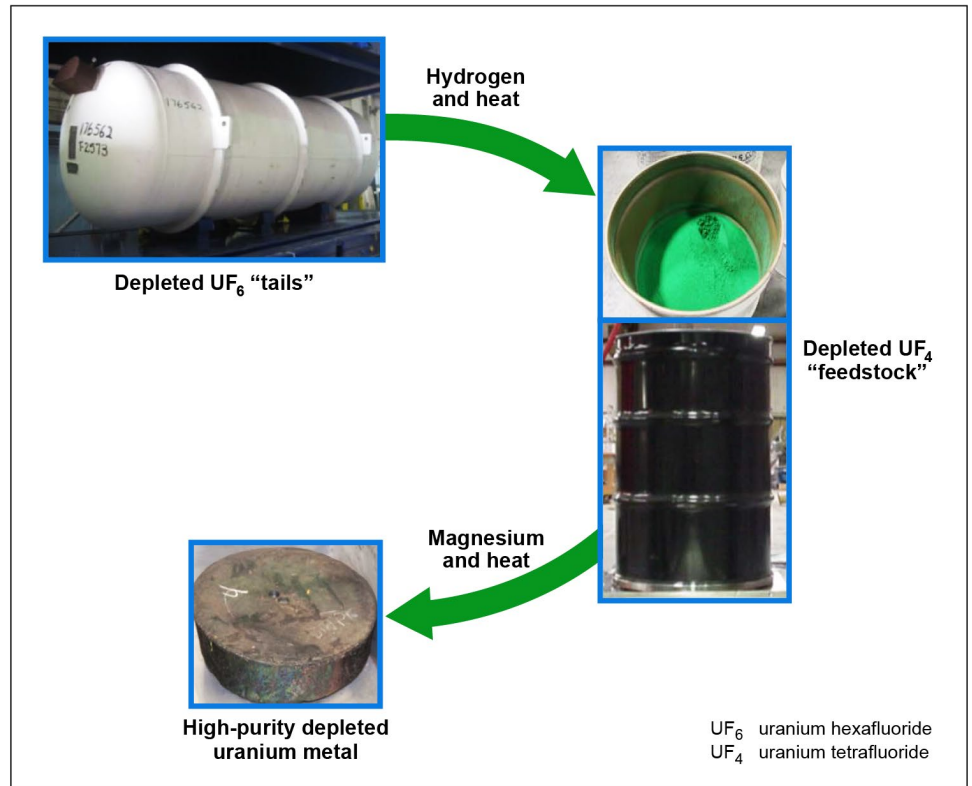 Hydrogen
and heat
176562
176562
F2573
Depleted UF₆ “tails”
Depleted UF₄
“feedstock”
Magnesium
and heat
High-purity depleted
uranium metal
UF₆ uranium hexafluoride
UF₄ uranium tetrafluoride